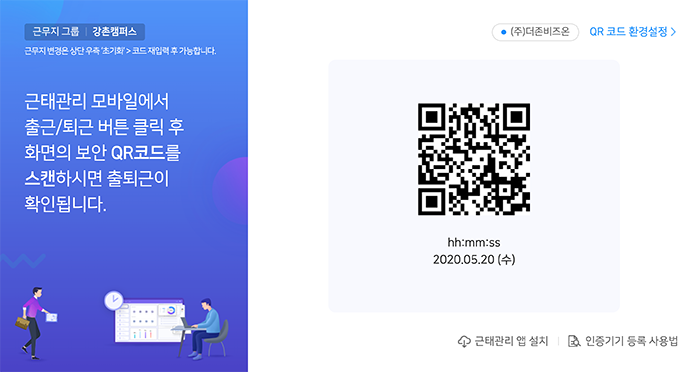 근무지 그룹 | 강촌캠퍼스
근무지 변경은 상단 우측 '초기화' > 코드 재입력 후 가능합니다.
근태관리 모바일에서
출근/퇴근 버튼 클릭 후
화면의 보안 QR코드를
스캔하시면 출퇴근이
확인됩니다.
(주)더존비즈온
QR 코드 환경설정 >
hh:mm:ss
2020.05.20 (수)
근태관리 앱 설치 | 인증기기 등록 사용법